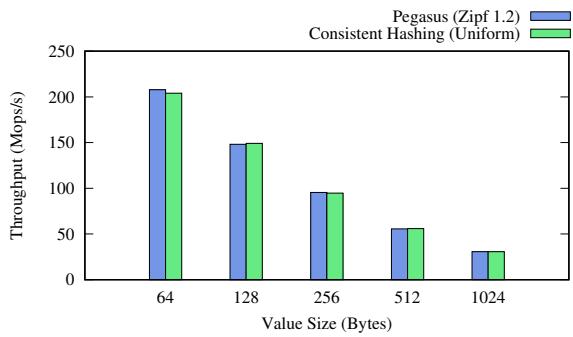 Pegasus (Zipf 1.2)
Consistent Hashing (Uniform)
250
200
150
100
50
0
Throughput (Mops/s)
64 128 256 512 1024
Value Size (Bytes)